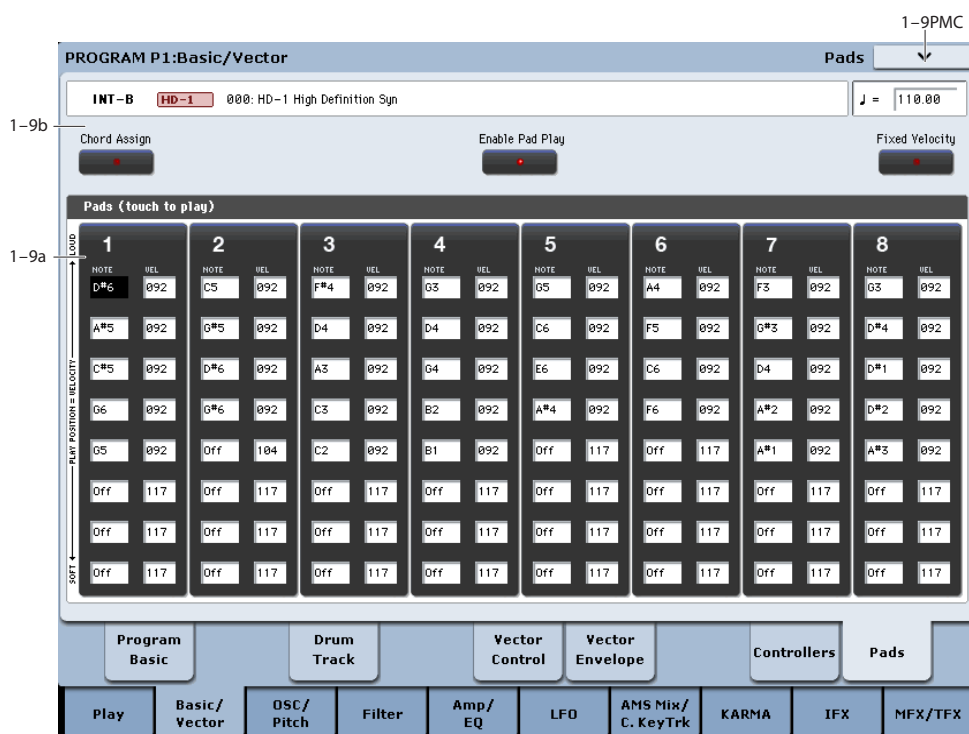 1–9PMC
PROGRAM P1:Basic/Vector Pads
INT–B HD–1 000: HD–1 High Definition Syn ♩ = 110.00
1–9b
Chord Assign Enable Pad Play Fixed Velocity
Pads (touch to play)
1–9a
SOFT PLAY POSITION = VELOCITY LOUD
1 2 3 4 5 6 7 8
NOTE VEL NOTE VEL NOTE VEL NOTE VEL NOTE VEL NOTE VEL NOTE VEL NOTE VEL
D#6 092 C5 092 F#4 092 G3 092 G5 092 A4 092 F3 092 G3 092
A#5 092 G#5 092 D4 092 D4 092 C6 092 F5 092 G#3 092 D#4 092
C#5 092 D#6 092 A3 092 G4 092 E6 092 C6 092 D4 092 D#1 092
G6 092 G#6 092 C3 092 B2 092 A#4 092 F6 092 A#2 092 D#2 092
G5 092 Off 104 C2 092 B1 092 Off 117 Off 117 A#1 092 A#3 092
Off 117 Off 117 Off 117 Off 117 Off 117 Off 117 Off 117 Off 117
Off 117 Off 117 Off 117 Off 117 Off 117 Off 117 Off 117 Off 117
Off 117 Off 117 Off 117 Off 117 Off 117 Off 117 Off 117 Off 117
Program Basic Drum Track Vector Control Vector Envelope Controllers Pads
Play Basic/Vector OSC/Pitch Filter Amp/EQ LFO AMS Mix/C. KeyTrk KARMA IFX MFX/TFX